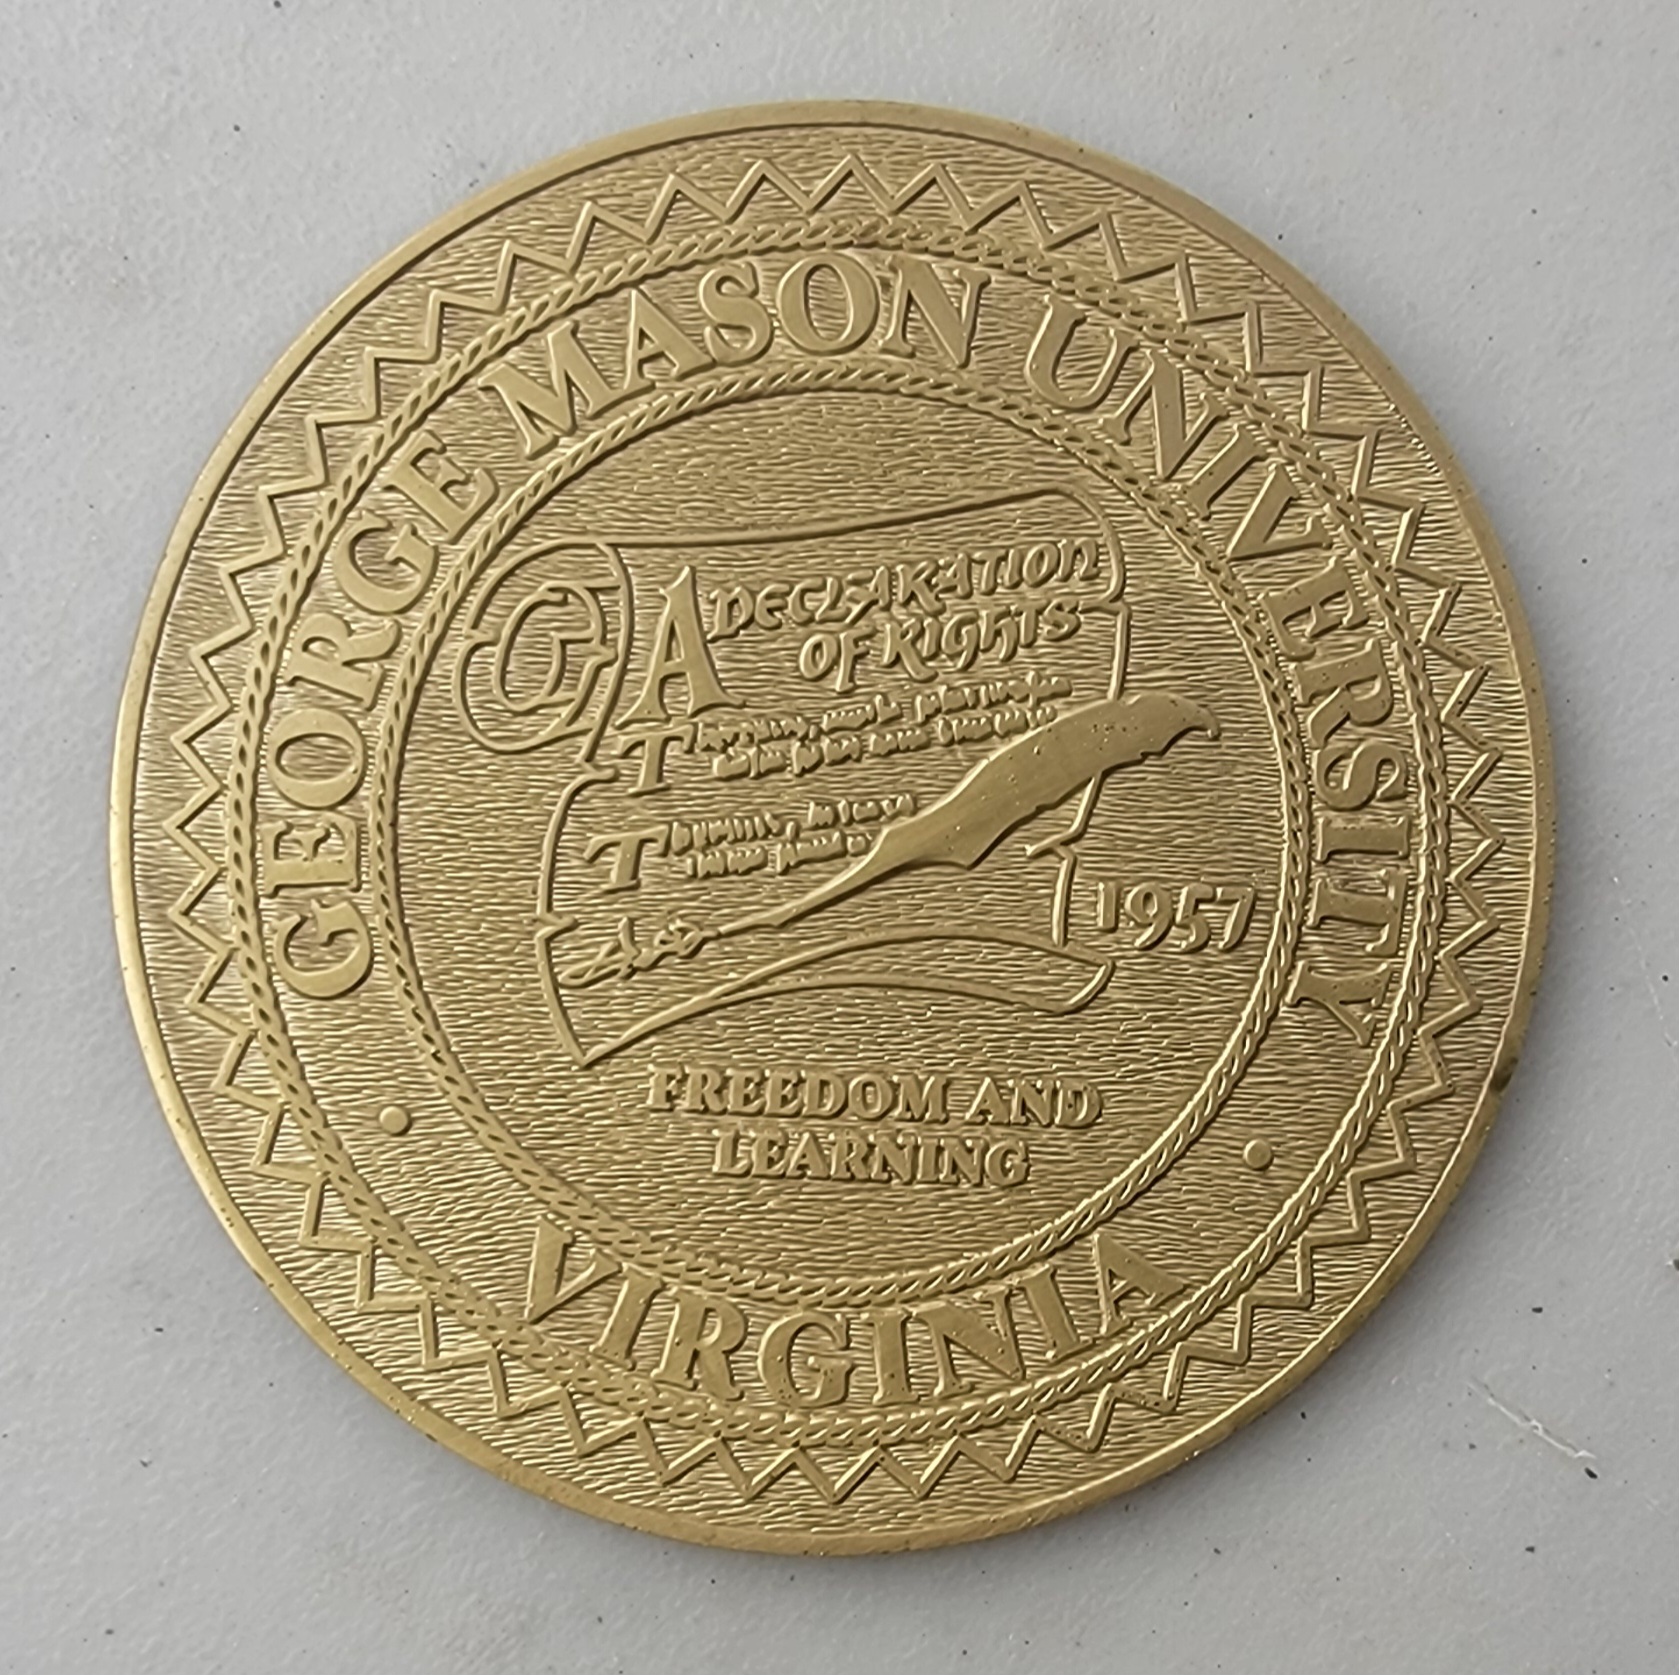 GEORGE MASON UNIVERSITY
A DECLARATION
OF RIGHTS
1957
FREEDOM AND
LEARNING
VIRGINIA